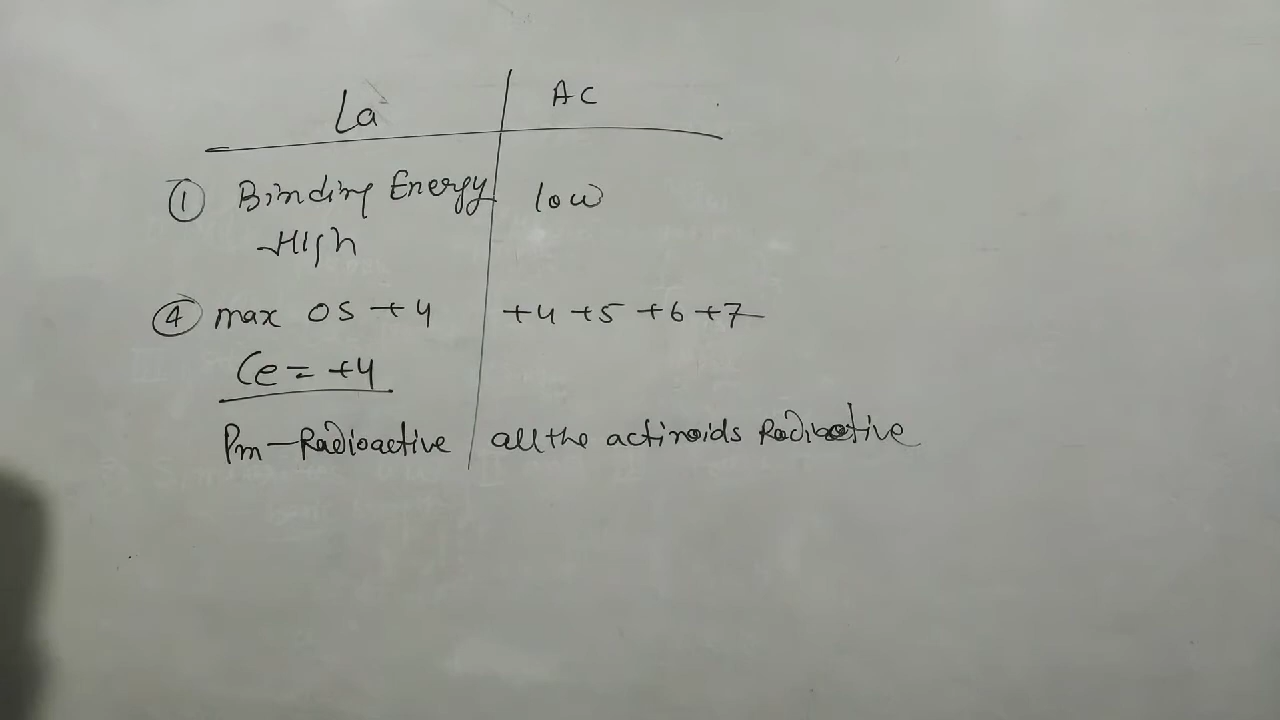 La AC
① Binding Energy low
High
④ max OS +4 +4 +5 +6 +7
Ce = +4
Pm - Radioactive all the actinoids Radioactive